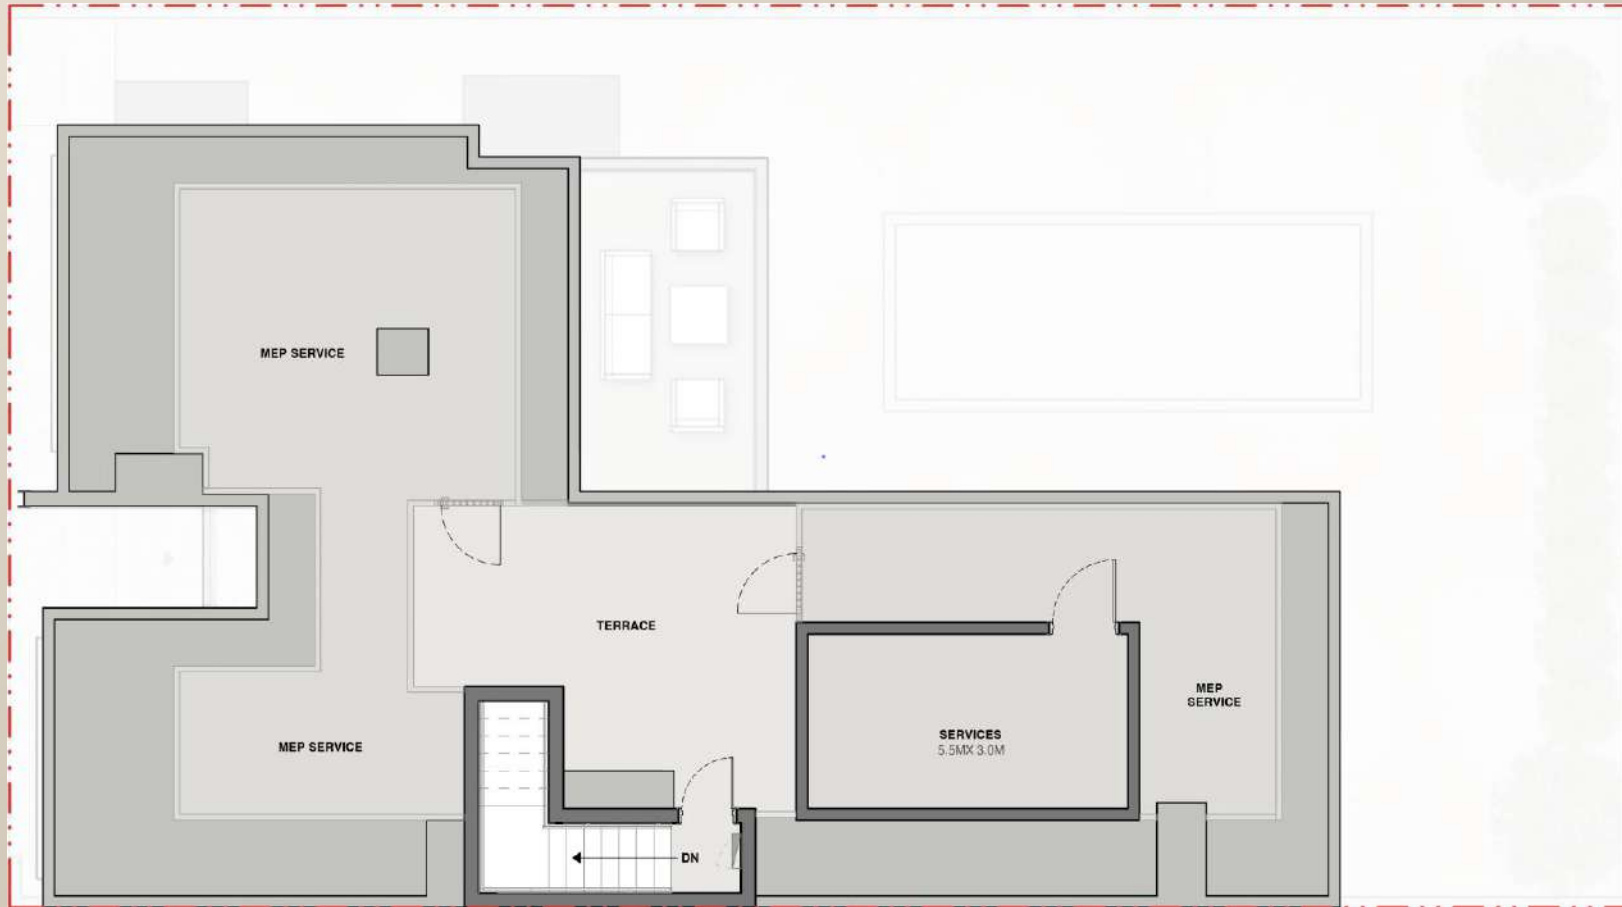 MEP SERVICE
TERRACE
MEP
SERVICE
SERVICES
5.5MX 3.0M
MEP SERVICE
DN